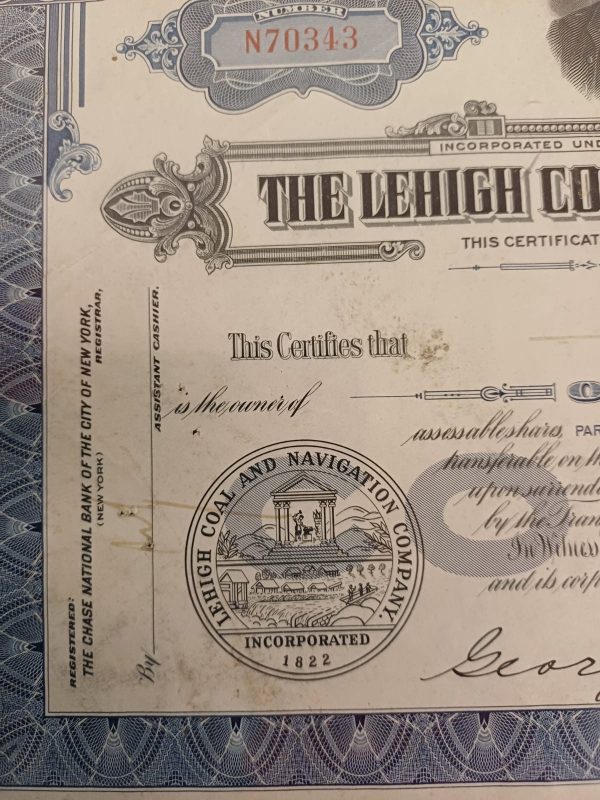 NUMBER
N70343
INCORPORATED UND
THE LEHIGH CO
THIS CERTIFICAT
This Certifies that
is the owner of
assessable shares, PAR
transferable on th
upon surrend
by the Tran
In Witness
and its corp
LEHIGH COAL AND NAVIGATION COMPANY.
INCORPORATED
1822
Geor
REGISTERED:
THE CHASE NATIONAL BANK OF THE CITY OF NEW YORK,
(NEW YORK)
REGISTRAR,
By
ASSISTANT CASHIER.